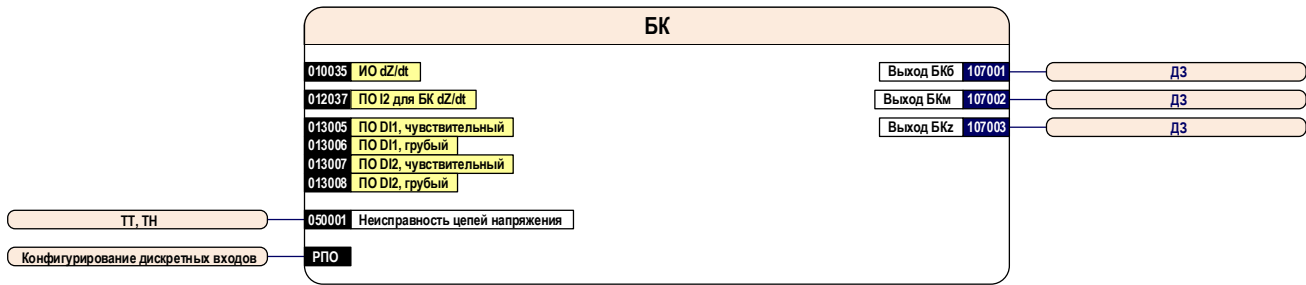 БК
010035 ИО dZ/dt
Выход БКб 107001
ДЗ
012037 ПО I2 для БК dZ/dt
Выход БКм 107002
ДЗ
013005 ПО DI1, чувствительный
Выход БКz 107003
ДЗ
013006 ПО DI1, грубый
013007 ПО DI2, чувствительный
013008 ПО DI2, грубый
ТТ, ТН
050001 Неисправность цепей напряжения
Конфигурирование дискретных входов
РПО